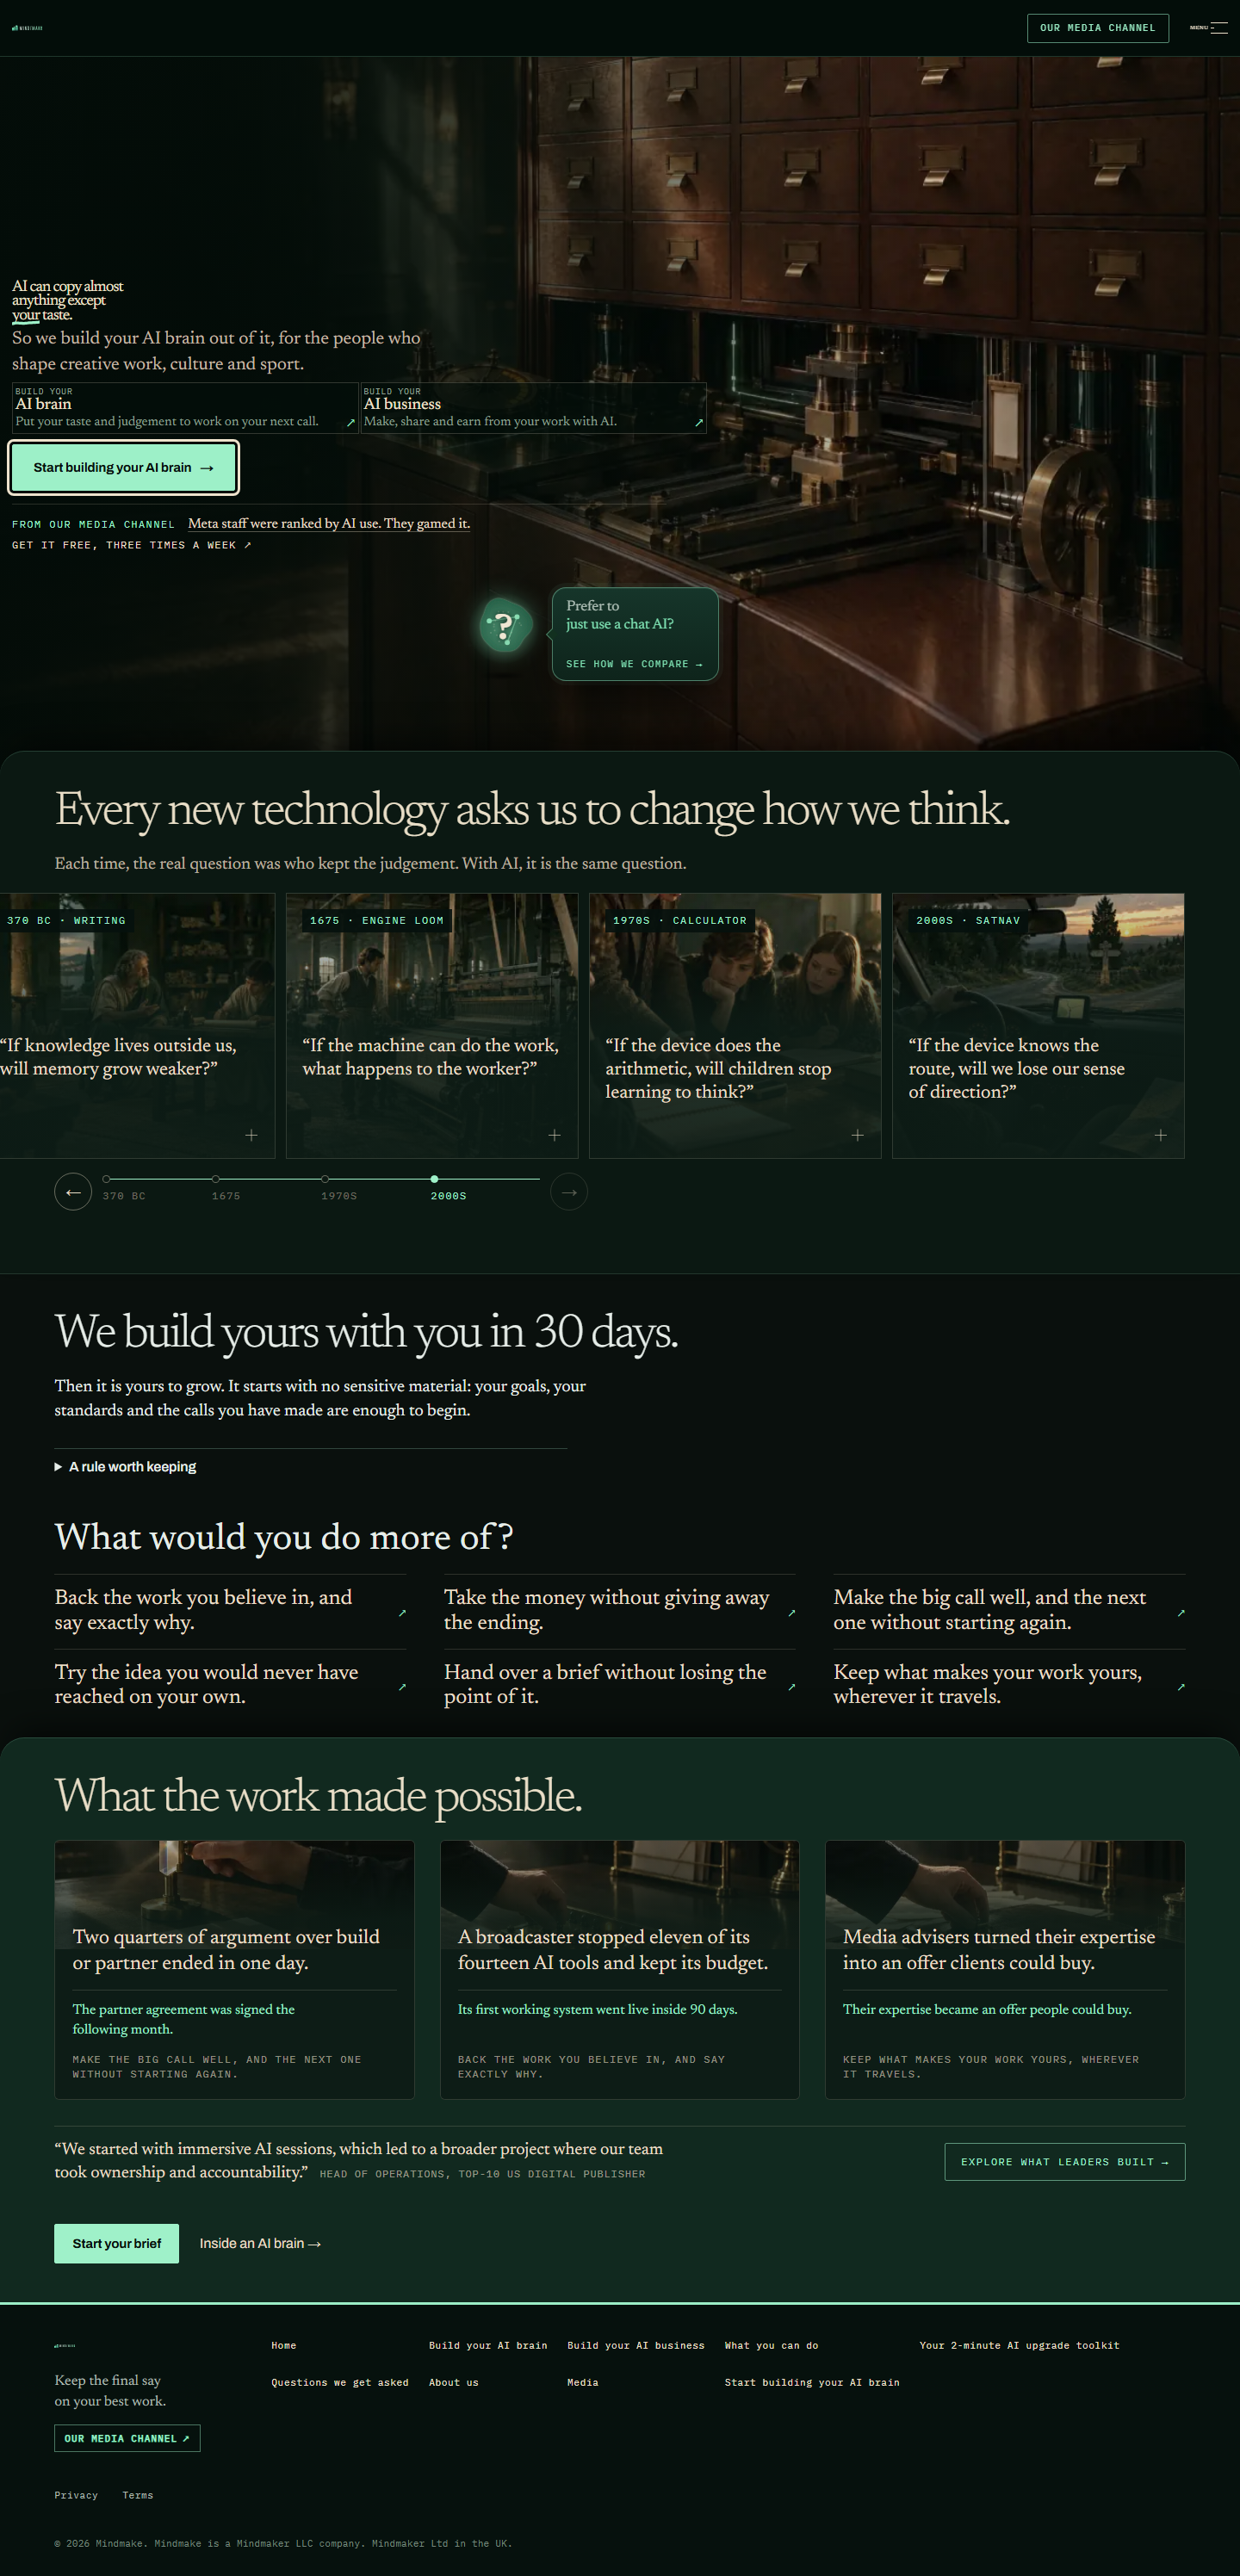 MINDMAKE
OUR MEDIA CHANNEL
MENU
AI can copy almost
anything except
your taste.
So we build your AI brain out of it, for the people who
shape creative work, culture and sport.
BUILD YOUR
AI brain
Put your taste and judgement to work on your next call. ↗
BUILD YOUR
AI business
Make, share and earn from your work with AI. ↗
Start building your AI brain →
FROM OUR MEDIA CHANNEL Meta staff were ranked by AI use. They gamed it.
GET IT FREE, THREE TIMES A WEEK ↗
?
Prefer to
just use a chat AI?
SEE HOW WE COMPARE →
Every new technology asks us to change how we think.
Each time, the real question was who kept the judgement. With AI, it is the same question.
370 BC · WRITING
“If knowledge lives outside us,
will memory grow weaker?”
+
1675 · ENGINE LOOM
“If the machine can do the work,
what happens to the worker?”
+
1970S · CALCULATOR
“If the device does the
arithmetic, will children stop
learning to think?”
+
2000S · SATNAV
“If the device knows the
route, will we lose our sense
of direction?”
+
← 370 BC 1675 1970S 2000S →
We build yours with you in 30 days.
Then it is yours to grow. It starts with no sensitive material: your goals, your
standards and the calls you have made are enough to begin.
▶ A rule worth keeping
What would you do more of?
Back the work you believe in, and
say exactly why. ↗
Take the money without giving away
the ending. ↗
Make the big call well, and the next
one without starting again. ↗
Try the idea you would never have
reached on your own. ↗
Hand over a brief without losing the
point of it. ↗
Keep what makes your work yours,
wherever it travels. ↗
What the work made possible.
Two quarters of argument over build
or partner ended in one day.
The partner agreement was signed the
following month.
MAKE THE BIG CALL WELL, AND THE NEXT ONE
WITHOUT STARTING AGAIN.
A broadcaster stopped eleven of its
fourteen AI tools and kept its budget.
Its first working system went live inside 90 days.
BACK THE WORK YOU BELIEVE IN, AND SAY
EXACTLY WHY.
Media advisers turned their expertise
into an offer clients could buy.
Their expertise became an offer people could buy.
KEEP WHAT MAKES YOUR WORK YOURS, WHEREVER
IT TRAVELS.
“We started with immersive AI sessions, which led to a broader project where our team
took ownership and accountability.” HEAD OF OPERATIONS, TOP-10 US DIGITAL PUBLISHER
EXPLORE WHAT LEADERS BUILT →
Start your brief
Inside an AI brain →
Keep the final say
on your best work.
OUR MEDIA CHANNEL ↗
Home
Build your AI brain
Build your AI business
What you can do
Your 2-minute AI upgrade toolkit
Questions we get asked
About us
Media
Start building your AI brain
Privacy
Terms
© 2026 Mindmake. Mindmake is a Mindmaker LLC company. Mindmaker Ltd in the UK.